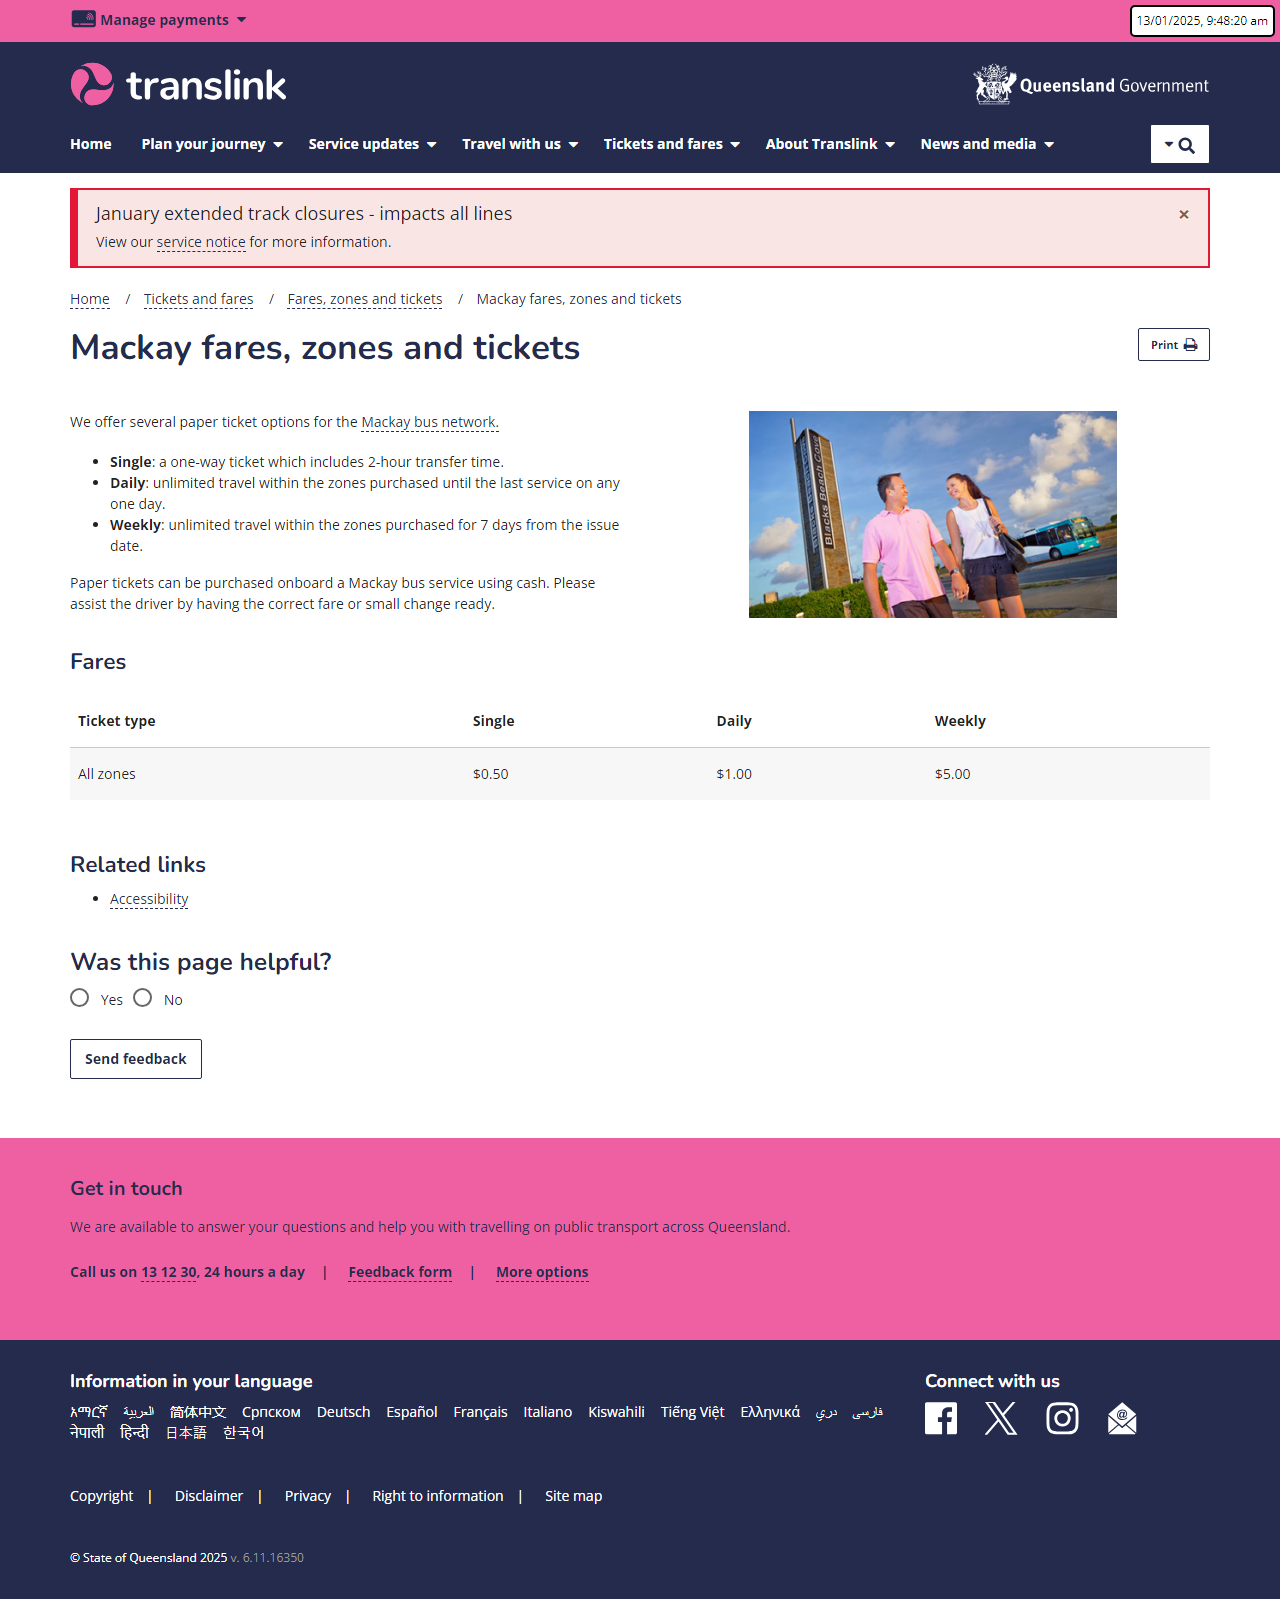 Manage payments
13/01/2025, 9:48:20 am
translink
Queensland Government
Home Plan your journey Service updates Travel with us Tickets and fares About Translink News and media
January extended track closures - impacts all lines ×
View our service notice for more information.
Home / Tickets and fares / Fares, zones and tickets / Mackay fares, zones and tickets
Mackay fares, zones and tickets
Print
We offer several paper ticket options for the Mackay bus network.
• Single: a one-way ticket which includes 2-hour transfer time.
• Daily: unlimited travel within the zones purchased until the last service on any
one day.
• Weekly: unlimited travel within the zones purchased for 7 days from the issue
date.
Paper tickets can be purchased onboard a Mackay bus service using cash. Please
assist the driver by having the correct fare or small change ready.
Blacks Beach Cove
Fares
Ticket type Single Daily Weekly
All zones $0.50 $1.00 $5.00
Related links
• Accessibility
Was this page helpful?
Yes No
Send feedback
Get in touch
We are available to answer your questions and help you with travelling on public transport across Queensland.
Call us on 13 12 30, 24 hours a day | Feedback form | More options
Information in your language
አማርኛ العربية 简体中文 Српском Deutsch Español Français Italiano Kiswahili Tiếng Việt Ελληνικά دري فارسی
नेपाली हिन्दी 日本語 한국어
Connect with us
Copyright | Disclaimer | Privacy | Right to information | Site map
© State of Queensland 2025 v. 6.11.16350